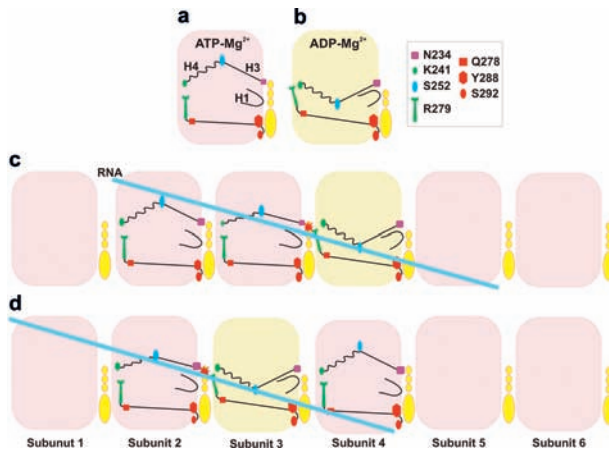 a
b
ATP-Mg²⁺
ADP-Mg²⁺
H4
H3
H1
N234
K241
S252
R279
Q278
Y288
S292
c
RNA
d
Subunut 1
Subunit 2
Subunit 3
Subunit 4
Subunit 5
Subunit 6